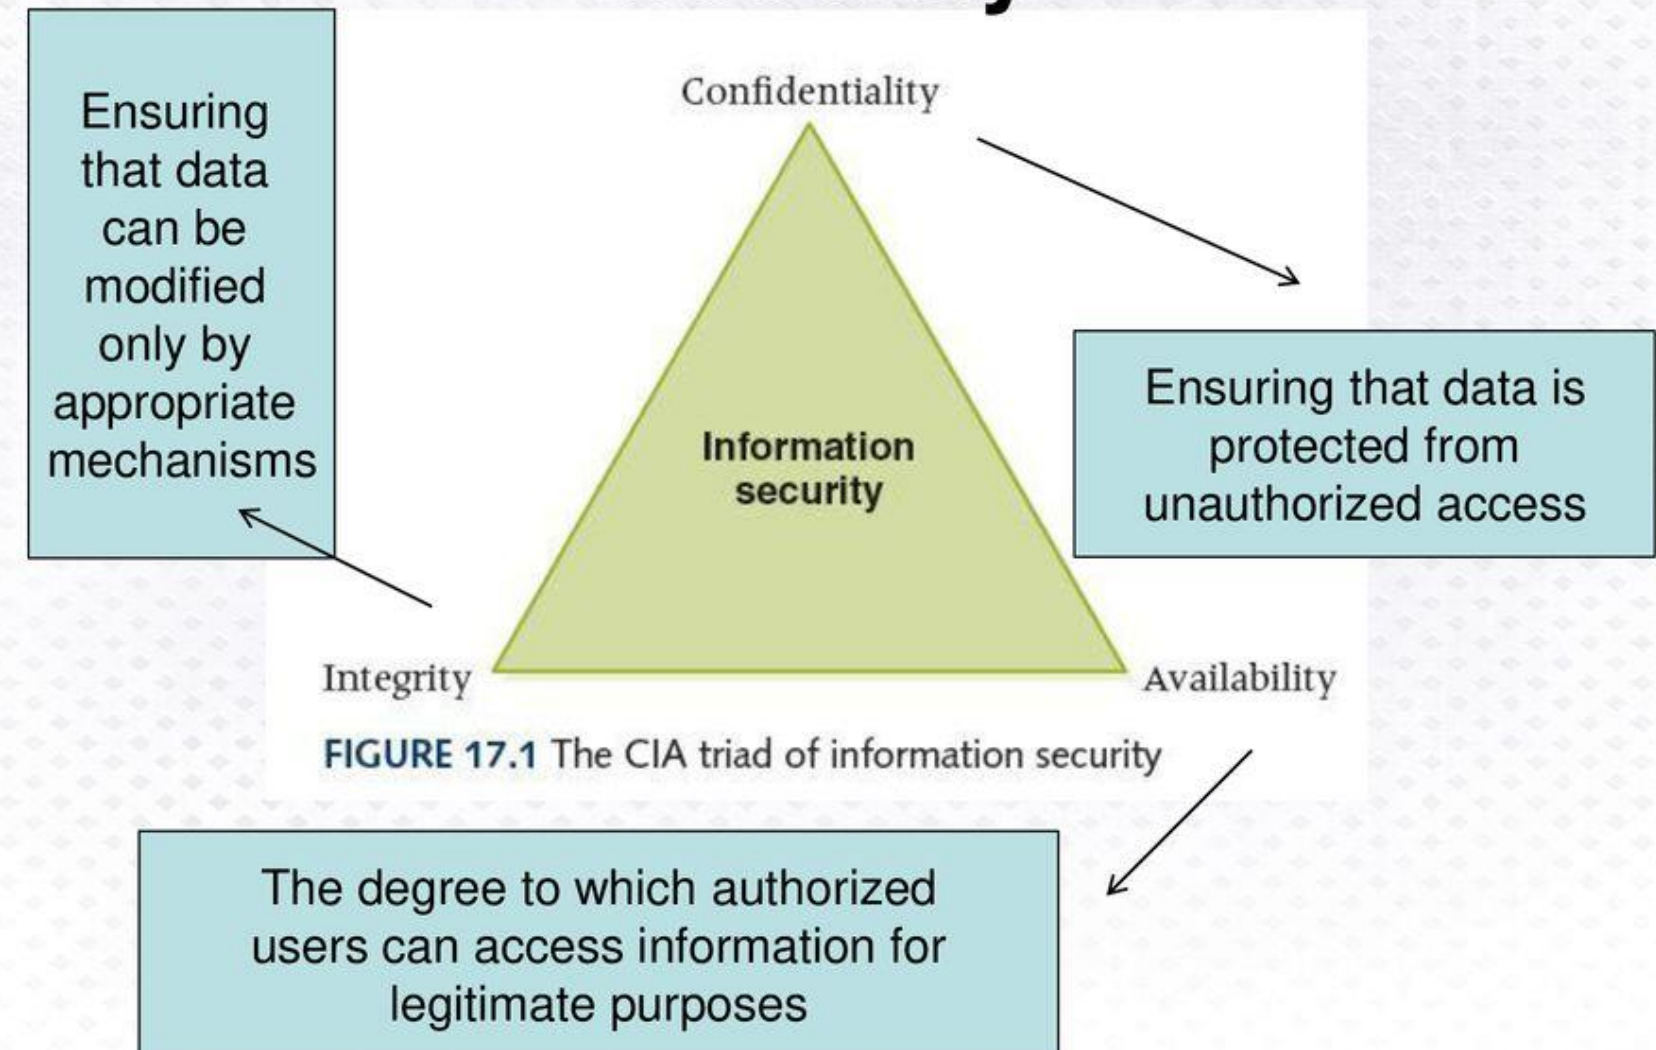 Confidentiality
Ensuring
that data
can be
modified
only by
appropriate
mechanisms
Ensuring that data is
protected from
unauthorized access
Information
security
Integrity
Availability
FIGURE 17.1 The CIA triad of information security
The degree to which authorized
users can access information for
legitimate purposes